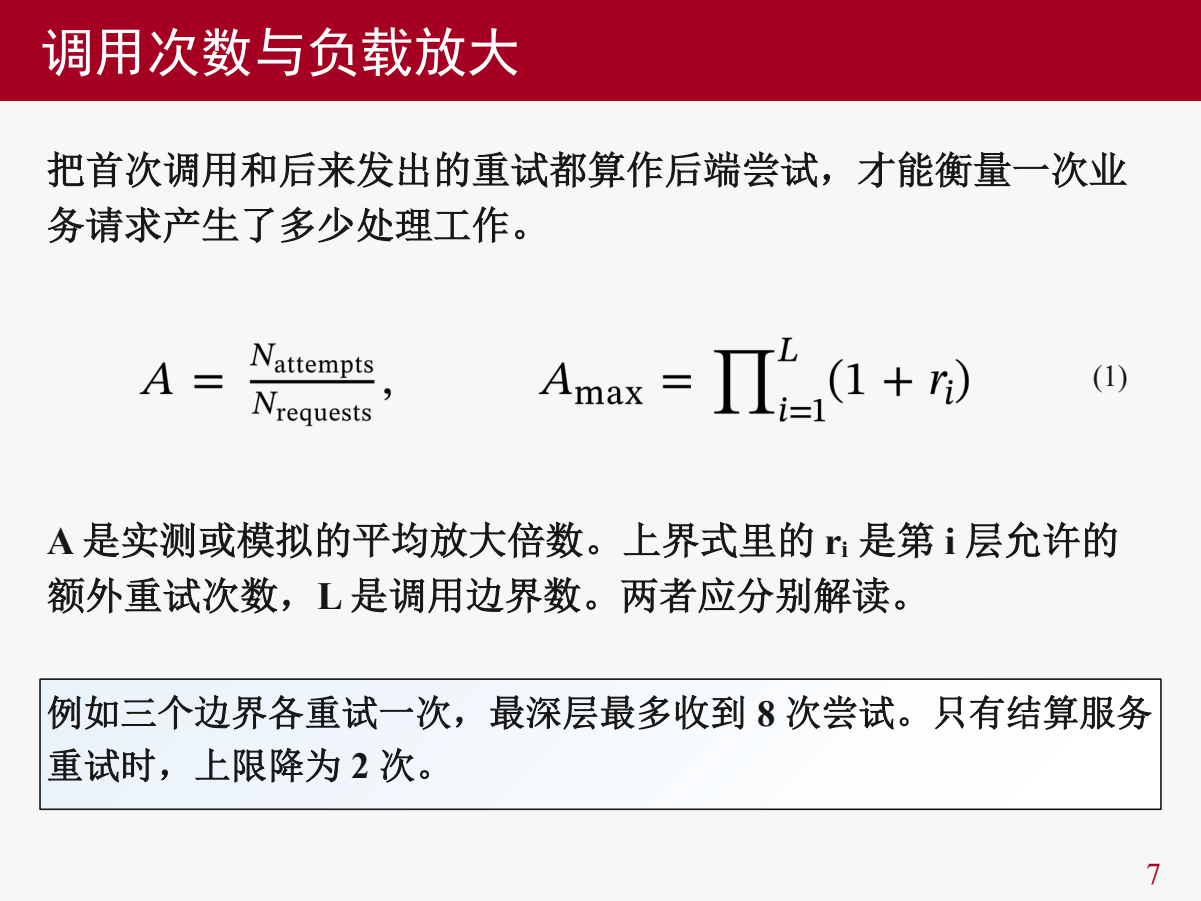 调用次数与负载放大
把首次调用和后来发出的重试都算作后端尝试，才能衡量一次业
务请求产生了多少处理工作。
A = N_attempts / N_requests, A_max = ∏_{i=1}^{L} (1 + r_i) (1)
A 是实测或模拟的平均放大倍数。上界式里的 rᵢ 是第 i 层允许的
额外重试次数，L 是调用边界数。两者应分别解读。
例如三个边界各重试一次，最深层最多收到 8 次尝试。只有结算服务
重试时，上限降为 2 次。
7